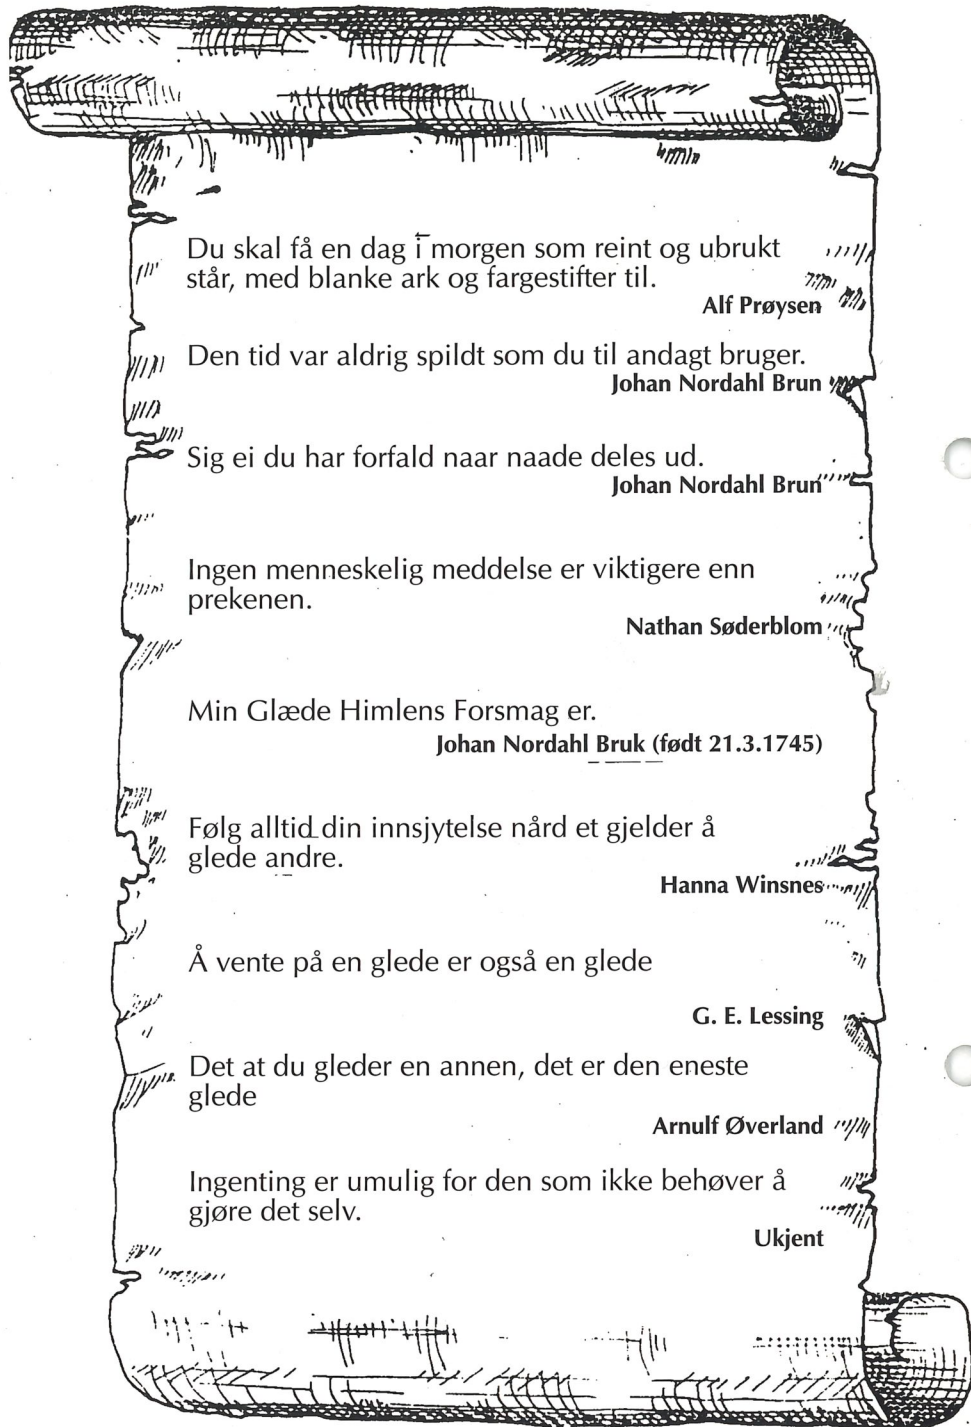 Du skal få en dag i morgen som reint og ubrukt
står, med blanke ark og fargestifter til.
Alf Prøysen
Den tid var aldrig spildt som du til andagt bruger.
Johan Nordahl Brun
Sig ei du har forfald naar naade deles ud.
Johan Nordahl Brun
Ingen menneskelig meddelse er viktigere enn
prekenen.
Nathan Søderblom
Min Glæde Himlens Forsmag er.
Johan Nordahl Bruk (født 21.3.1745)
Følg alltid din innsjytelse nård et gjelder å
glede andre.
Hanna Winsnes
Å vente på en glede er også en glede
G. E. Lessing
Det at du gleder en annen, det er den eneste
glede
Arnulf Øverland
Ingenting er umulig for den som ikke behøver å
gjøre det selv.
Ukjent